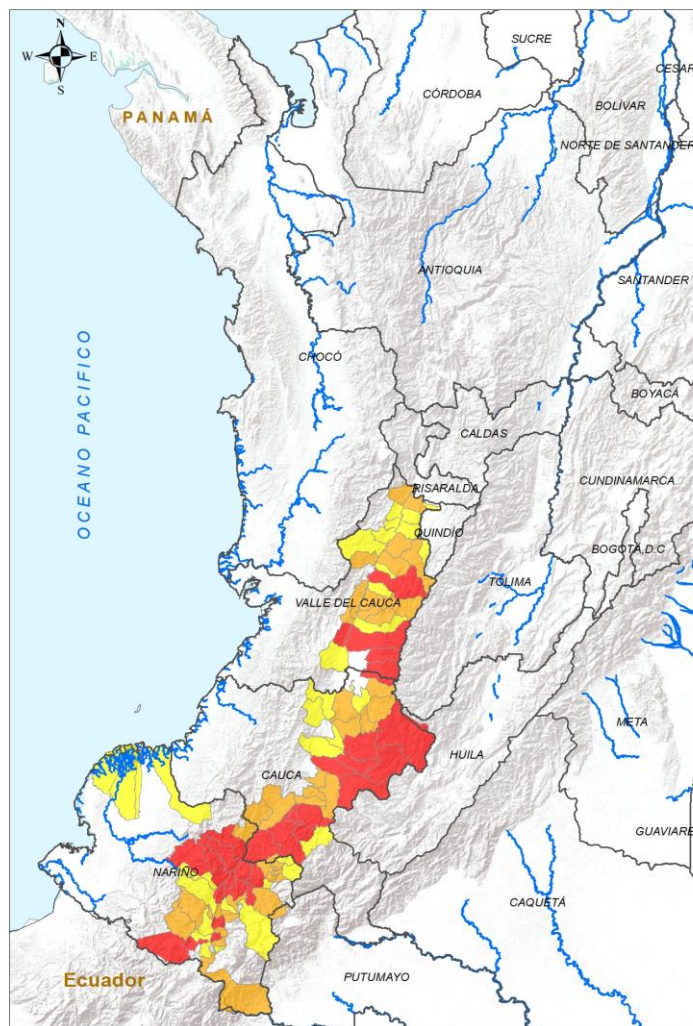 N
W E
S
PANAMÁ
SUCRE
CESAR
CÓRDOBA
BOLÍVAR
NORTE DE SANTANDER
ANTIOQUIA
SANTANDER
OCEANO PACIFICO
CHOCÓ
BOYACÁ
CALDAS
CUNDINAMARCA
RISARALDA
QUINDÍO
BOGOTÁ, D.C
TOLIMA
VALLE DEL CAUCA
META
HUILA
CAUCA
GUAVIARE
NARIÑO
CAQUETÁ
PUTUMAYO
Ecuador